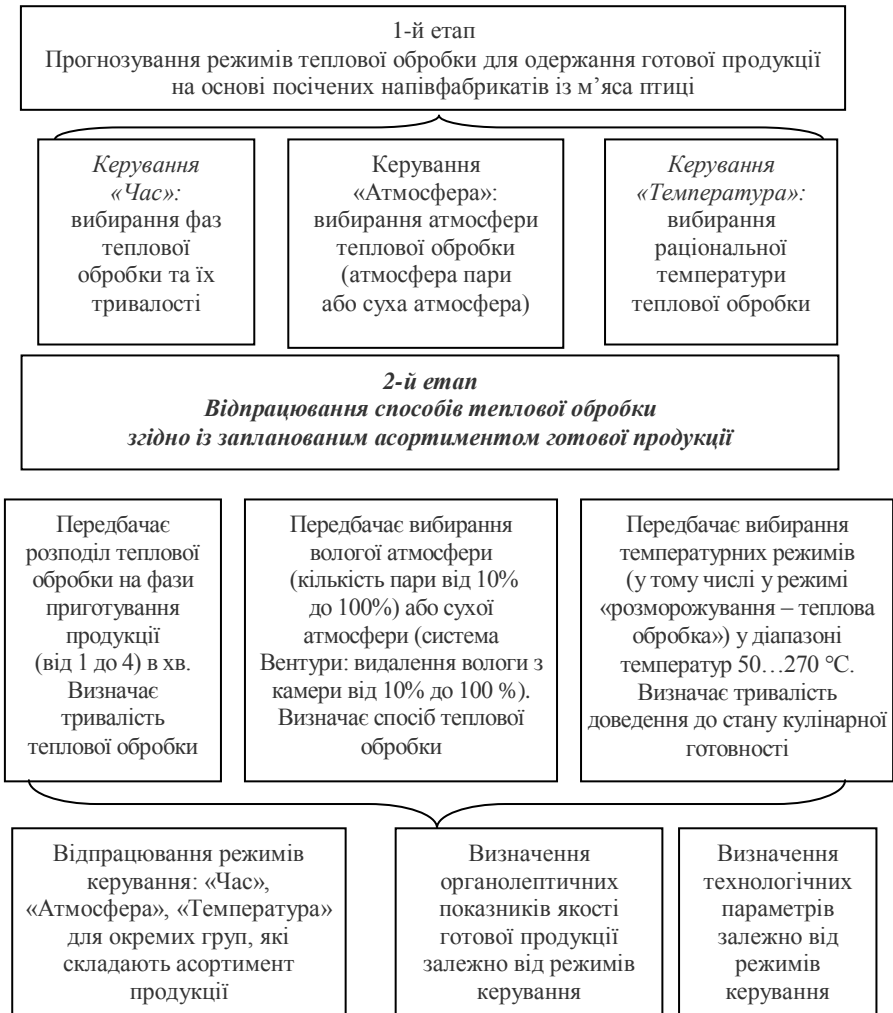 1-й етап
Прогнозування режимів теплової обробки для одержання готової продукції
на основі посічених напівфабрикатів із м’яса птиці
Керування
«Час»:
вибирання фаз
теплової
обробки та їх
тривалості
Керування
«Атмосфера»:
вибирання атмосфери
теплової обробки
(атмосфера пари
або суха атмосфера)
Керування
«Температура»:
вибирання
раціональної
температури
теплової обробки
2-й етап
Відпрацювання способів теплової обробки
згідно із запланованим асортиментом готової продукції
Передбачає
розподіл теплової
обробки на фази
приготування
продукції
(від 1 до 4) в хв.
Визначає
тривалість
теплової обробки
Передбачає вибирання
вологої атмосфери
(кількість пари від 10%
до 100%) або сухої
атмосфери (система
Вентури: видалення вологи з
камери від 10% до 100 %).
Визначає спосіб теплової
обробки
Передбачає вибирання
температурних режимів
(у тому числі у режимі
«розморожування – теплова
обробка») у діапазоні
температур 50…270 °С.
Визначає тривалість
доведення до стану кулінарної
готовності
Відпрацювання режимів
керування: «Час»,
«Атмосфера», «Температура»
для окремих груп, які
складають асортимент
продукції
Визначення
органолептичних
показників якості
готової продукції
залежно від режимів
керування
Визначення
технологічних
параметрів
залежно від
режимів
керування